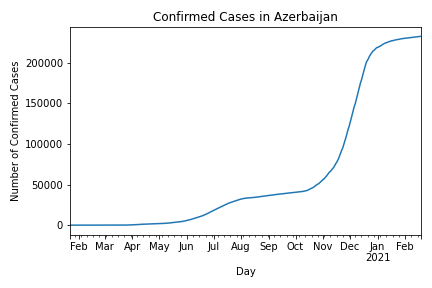 Confirmed Cases in Azerbaijan
Number of Confirmed Cases
200000
150000
100000
50000
0
Feb Mar Apr May Jun Jul Aug Sep Oct Nov Dec Jan Feb
2021
Day